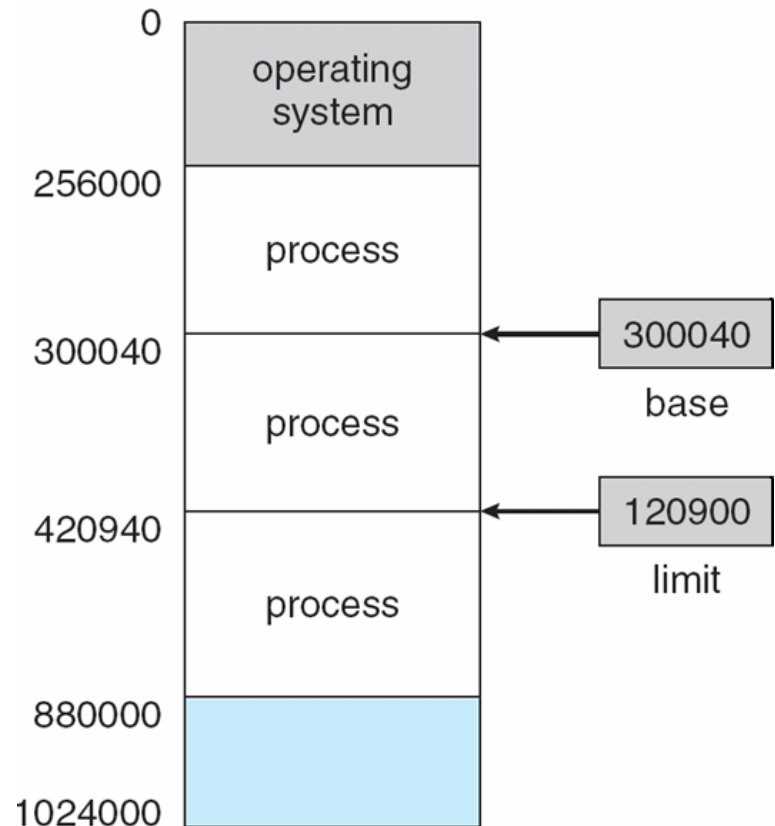 0
operating
system
256000
process
300040
300040
base
process
420940
120900
limit
process
880000
1024000